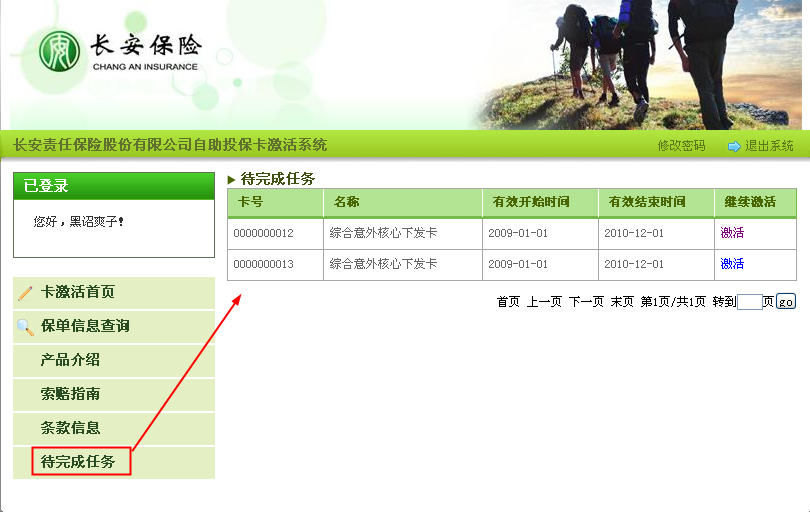 长安保险
CHANG AN INSURANCE
长安责任保险股份有限公司自助投保卡激活系统
修改密码
退出系统
已登录
您好，黑诏爽子！
卡激活首页
保单信息查询
产品介绍
索赔指南
条款信息
待完成任务
待完成任务
卡号 名称 有效开始时间 有效结束时间 继续激活
0000000012 综合意外核心下发卡 2009-01-01 2010-12-01 激活
0000000013 综合意外核心下发卡 2009-01-01 2010-12-01 激活
首页 上一页 下一页 末页 第1页/共1页 转到 页 go